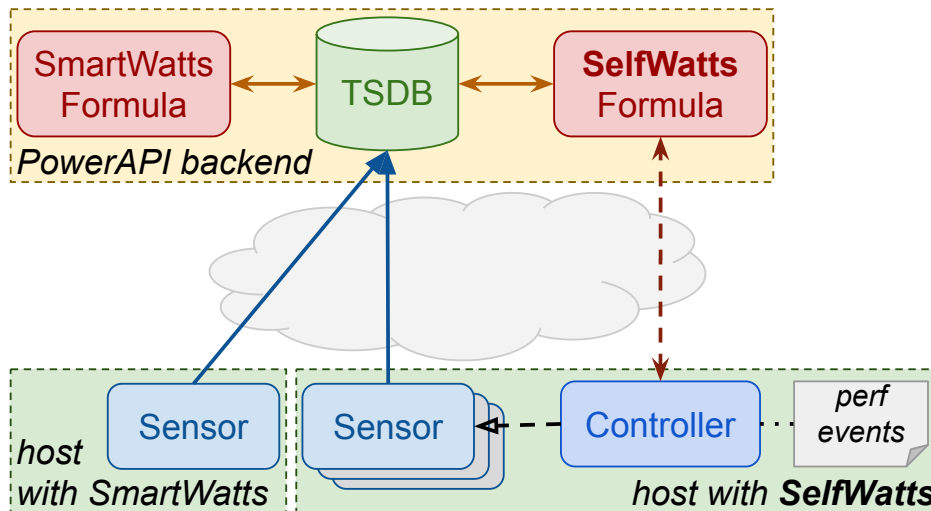 SmartWatts
Formula
TSDB
SelfWatts
Formula
PowerAPI backend
Sensor
host
with SmartWatts
Sensor
Controller
perf
events
host with SelfWatts